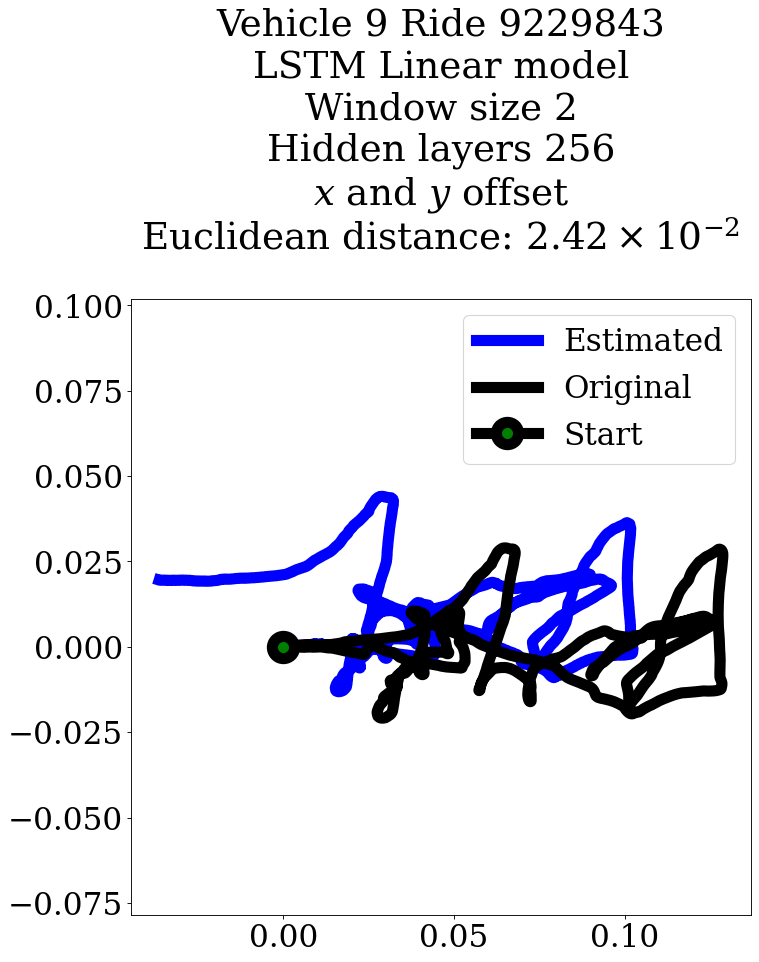 Vehicle 9 Ride 9229843
LSTM Linear model
Window size 2
Hidden layers 256
x and y offset
Euclidean distance: 2.42 × 10⁻²
Estimated
Original
Start
0.100
0.075
0.050
0.025
0.000
−0.025
−0.050
−0.075
0.00 0.05 0.10